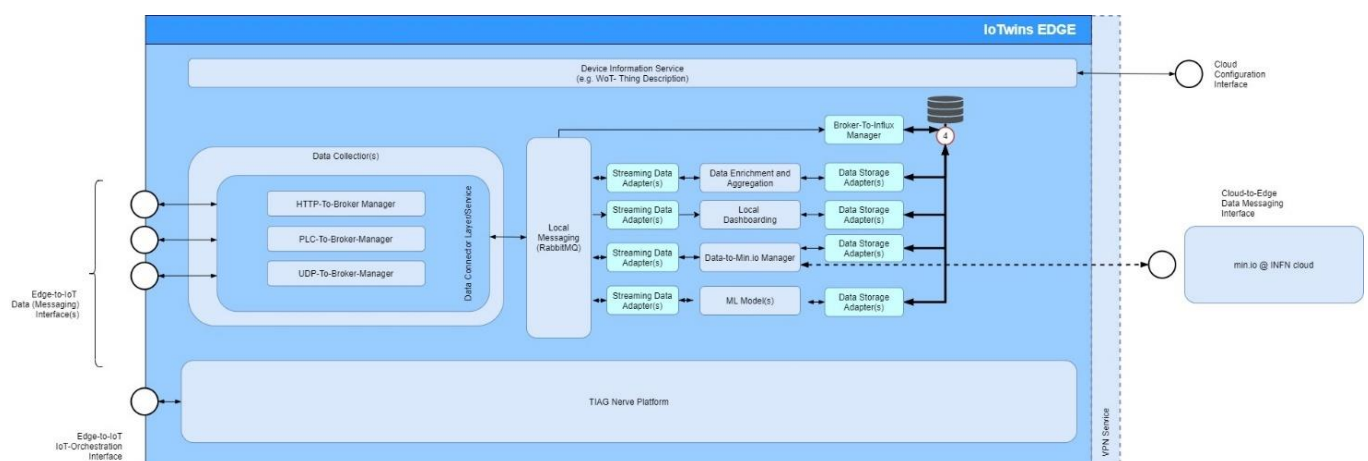 IoTwins EDGE
Device Information Service
(e.g. WoT- Thing Description)
Cloud
Configuration
Interface
Broker-To-Influx
Manager
4
Data Collectior(s)
HTTP-To-Broker Manager
PLC-To-Broker-Manager
UDP-To-Broker-Manager
Data Connector Layer/Service
Local
Messaging
(RabbitMQ)
Streaming Data
Adapter(s)
Data Enrichment and
Aggregation
Data Storage
Adapter(s)
Streaming Data
Adapter(s)
Local
Dashboarding
Data Storage
Adapter(s)
Streaming Data
Adapter(s)
Data-to-Min.io Manager
Data Storage
Adapter(s)
Streaming Data
Adapter(s)
ML Model(s)
Data Storage
Adapter(s)
Cloud-to-Edge
Data Messaging
Interface
min.io @ INFN cloud
Edge-to-IoT
Data (Messaging)
Interface(s)
TIAG Nerve Platform
Edge-to-IoT
IoT-Orchestration
Interface
VPN Service